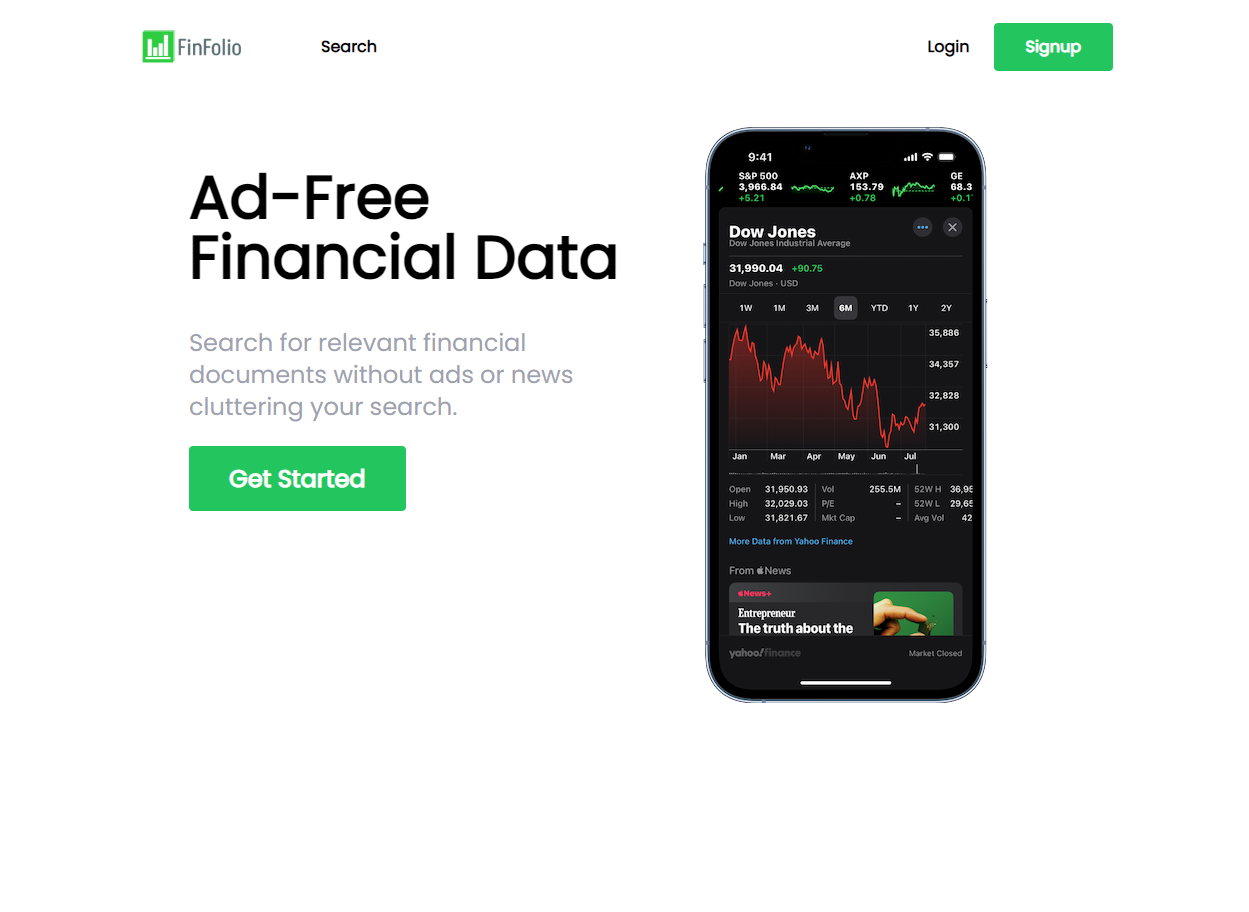 FinFolio
Search
Login
Signup
Ad-Free
Financial Data
Search for relevant financial
documents without ads or news
cluttering your search.
Get Started
9:41
S&P 500 AXP GE
3,966.84 153.79 68.3
+5.21 +0.78
Dow Jones
Dow Jones Industrial Average
31,990.04 +90.75
Dow Jones · USD
1W 1M 3M 6M YTD 1Y 2Y
35,886
34,357
32,828
31,300
Jan Mar Apr May Jun Jul
Open 31,950.93 Vol 255.5M 52W H 36,95
High 32,029.03 P/E – 52W L 29,65
Low 31,821.67 Mkt Cap – Avg Vol 42
More Data from Yahoo Finance
From News
News+
Entrepreneur
The truth about the
yahoo/finance Market Closed